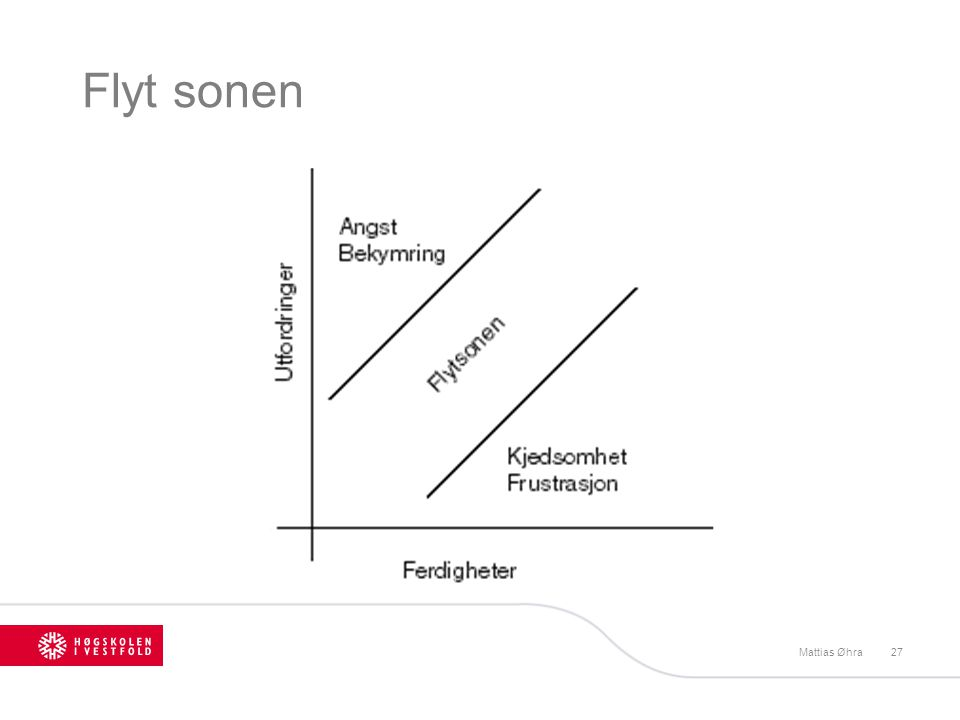 Flyt sonen
Angst
Bekymring
Utfordringer
Flytsonen
Kjedsomhet
Frustrasjon
Ferdigheter
HØGSKOLEN
I VESTFOLD
Mattias Øhra 27